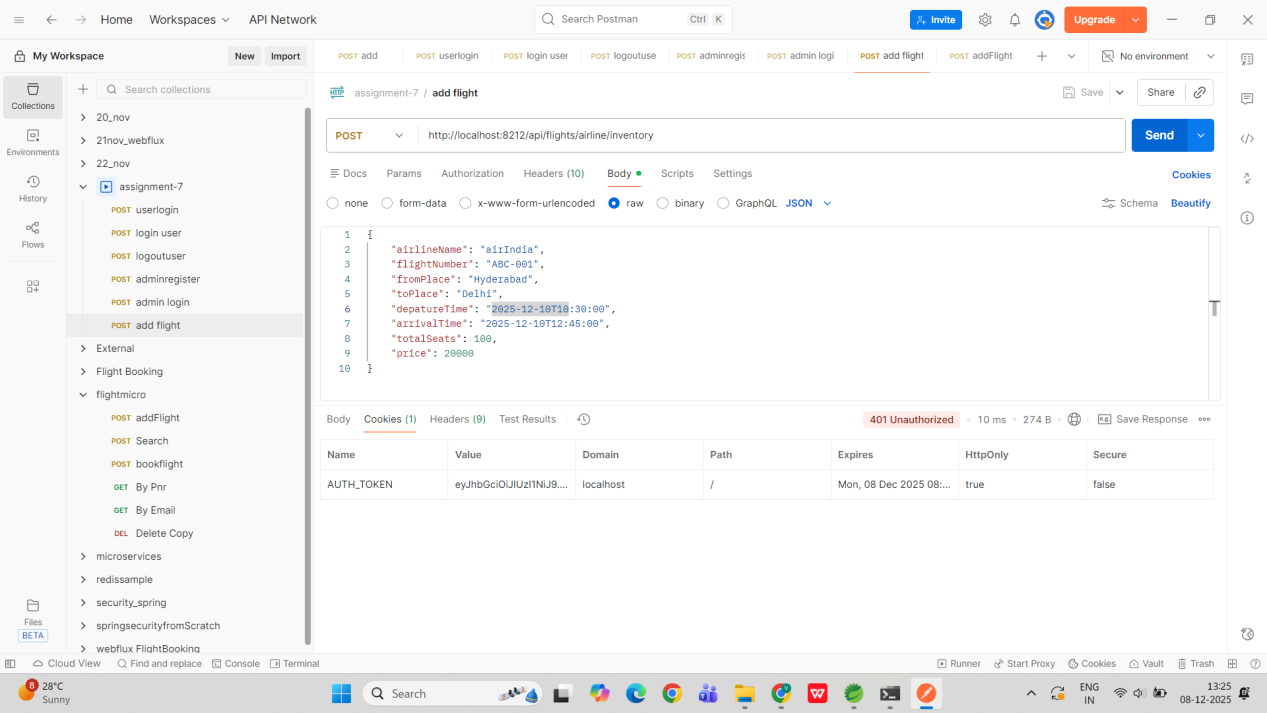 Home
Workspaces
API Network
Search Postman
Ctrl K
Invite
Upgrade
My Workspace
New
Import
POST add
POST userlogin
POST login user
POST logoutuse
POST adminregis
POST admin logi
POST add flight
POST addFlight
No environment
Collections
Environments
History
Flows
Files
BETA
Search collections
20_nov
21nov_webflux
22_nov
assignment-7
POST userlogin
POST login user
POST logoutuser
POST adminregister
POST admin login
POST add flight
External
Flight Booking
flightmicro
POST addFlight
POST Search
POST bookflight
GET By Pnr
GET By Email
DEL Delete Copy
microservices
redissample
security_spring
springsecurityfromScratch
webflux FlightBooking
HTTP assignment-7 / add flight
Save
Share
POST
http://localhost:8212/api/flights/airline/inventory
Send
Docs Params Authorization Headers (10) Body Scripts Settings
Cookies
none form-data x-www-form-urlencoded raw binary GraphQL JSON
Schema Beautify
1 {
2 "airlineName": "airIndia",
3 "flightNumber": "ABC-001",
4 "fromPlace": "Hyderabad",
5 "toPlace": "Delhi",
6 "depatureTime": "2025-12-10T10:30:00",
7 "arrivalTime": "2025-12-10T12:45:00",
8 "totalSeats": 100,
9 "price": 20000
10 }
Body Cookies (1) Headers (9) Test Results
401 Unauthorized • 10 ms • 274 B •
e.g. Save Response
Name Value Domain Path Expires HttpOnly Secure
AUTH_TOKEN eyJhbGciOiJIUzI1NiJ9.... localhost / Mon, 08 Dec 2025 08:... true false
Cloud View Find and replace Console Terminal
Runner Start Proxy Cookies Vault Trash
8
28°C
Sunny
Search
W
ENG
IN
13:25
08-12-2025